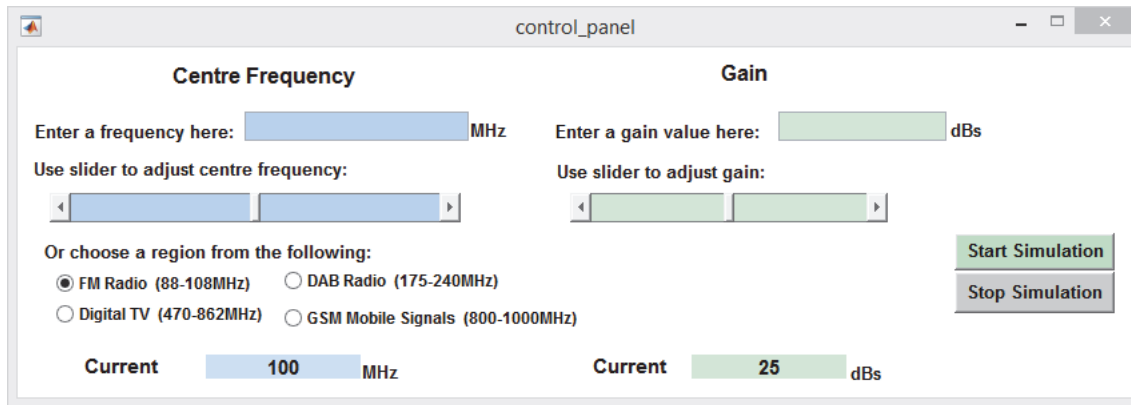 control_panel
Centre Frequency
Gain
Enter a frequency here: MHz
Enter a gain value here: dBs
Use slider to adjust centre frequency:
Use slider to adjust gain:
Or choose a region from the following:
FM Radio (88-108MHz)
DAB Radio (175-240MHz)
Digital TV (470-862MHz)
GSM Mobile Signals (800-1000MHz)
Start Simulation
Stop Simulation
Current 100 MHz
Current 25 dBs